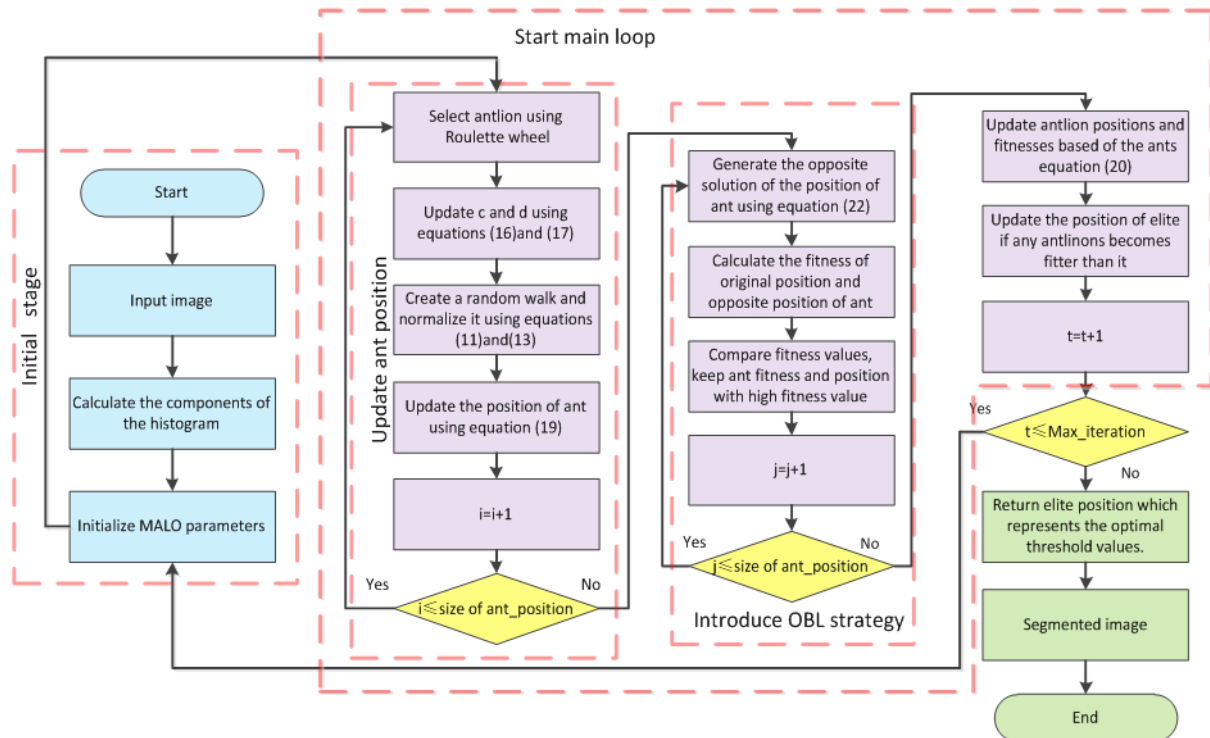 Start main loop
Initial stage
Start
Input image
Calculate the components of
the histogram
Initialize MALO parameters
Update ant position
Select antlion using
Roulette wheel
Update c and d using
equations (16)and (17)
Create a random walk and
normalize it using equations
(11)and(13)
Update the position of ant
using equation (19)
i=i+1
Yes
i≤size of ant_position
No
Generate the opposite
solution of the position of
ant using equation (22)
Calculate the fitness of
original position and
opposite position of ant
Compare fitness values,
keep ant fitness and position
with high fitness value
j=j+1
Yes
j≤size of ant_position
No
Introduce OBL strategy
Update antlion positions and
fitnesses based of the ants
equation (20)
Update the position of elite
if any antlinons becomes
fitter than it
t=t+1
Yes
t≤Max_iteration
No
Return elite position which
represents the optimal
threshold values.
Segmented image
End